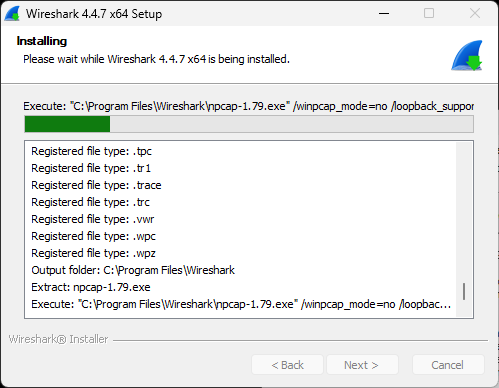 Wireshark 4.4.7 x64 Setup
Installing
Please wait while Wireshark 4.4.7 x64 is being installed.
Execute: "C:\Program Files\Wireshark\npcap-1.79.exe" /winpcap_mode=no /loopback_suppor
Registered file type: .tpc
Registered file type: .tr1
Registered file type: .trace
Registered file type: .trc
Registered file type: .vwr
Registered file type: .wpc
Registered file type: .wpz
Output folder: C:\Program Files\Wireshark
Extract: npcap-1.79.exe
Execute: "C:\Program Files\Wireshark\npcap-1.79.exe" /winpcap_mode=no /loopbac...
Wireshark® Installer
< Back
Next >
Cancel